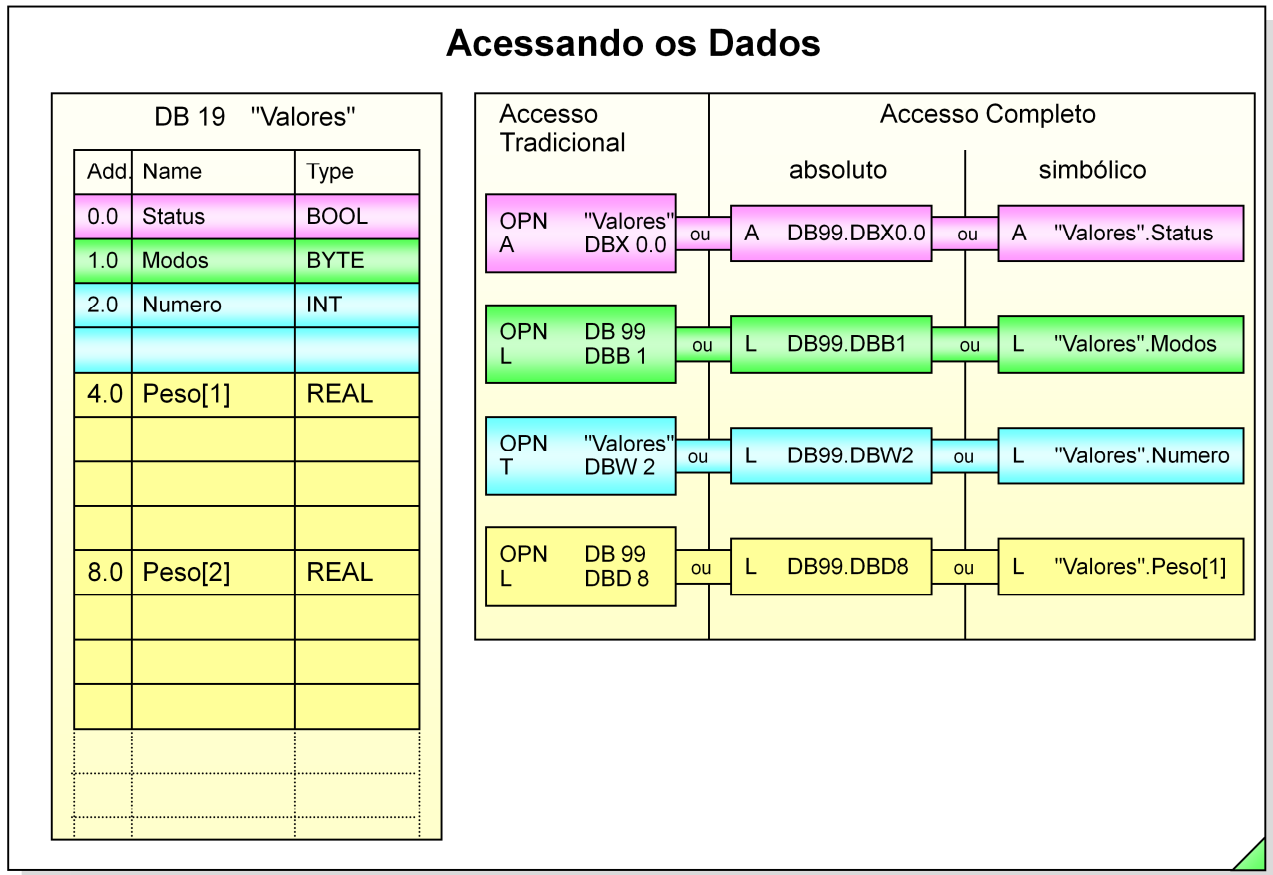 Acessando os Dados
DB 19 "Valores"
Add. Name Type
0.0 Status BOOL
1.0 Modos BYTE
2.0 Numero INT
4.0 Peso[1] REAL
8.0 Peso[2] REAL
Accesso
Tradicional
Accesso Completo
absoluto simbólico
OPN "Valores"
A DBX 0.0
ou
A DB99.DBX0.0
ou
A "Valores".Status
OPN DB 99
L DBB 1
ou
L DB99.DBB1
ou
L "Valores".Modos
OPN "Valores"
T DBW 2
ou
L DB99.DBW2
ou
L "Valores".Numero
OPN DB 99
L DBD 8
ou
L DB99.DBD8
ou
L "Valores".Peso[1]